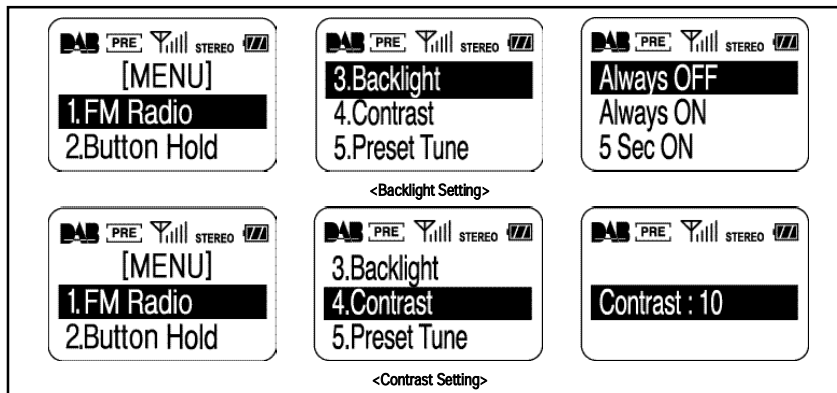 DAB PRE STEREO
[MENU]
1.FM Radio
2.Button Hold
DAB PRE STEREO
3.Backlight
4.Contrast
5.Preset Tune
DAB PRE STEREO
Always OFF
Always ON
5 Sec ON
<Backlight Setting>
DAB PRE STEREO
[MENU]
1.FM Radio
2.Button Hold
DAB PRE STEREO
3.Backlight
4.Contrast
5.Preset Tune
DAB PRE STEREO
Contrast : 10
<Contrast Setting>